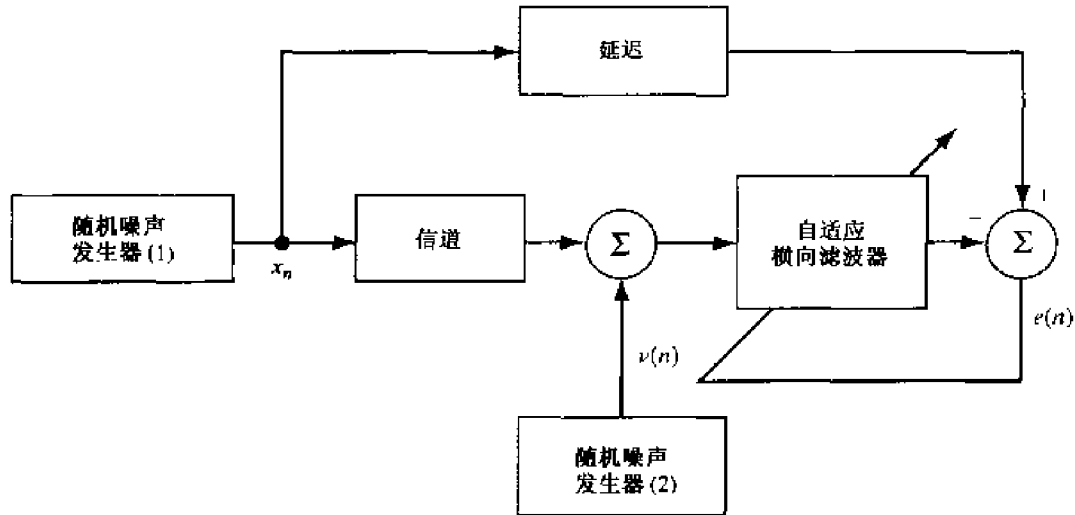 延迟
+
随机噪声
发生器(1)
x_n
信道
Σ
自适应
横向滤波器
−
Σ
e(n)
ν(n)
随机噪声
发生器(2)